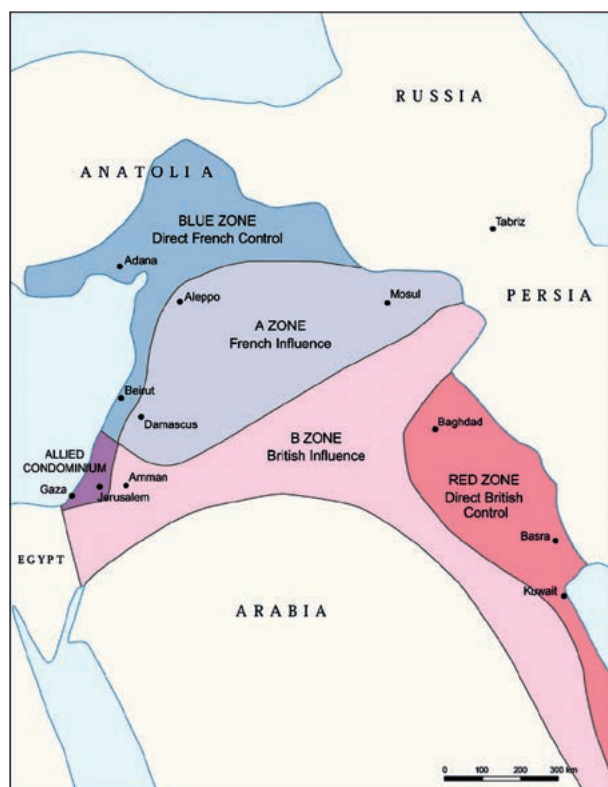 RUSSIA
ANATOLIA
BLUE ZONE
Direct French Control
Tabriz
Adana
Aleppo
Mosul
PERSIA
A ZONE
French Influence
Beirut
Damascus
Baghdad
B ZONE
British Influence
ALLIED
CONDOMINIUM
Amman
Gaza
Jerusalem
RED ZONE
Direct British
Control
Basra
EGYPT
Kuwait
ARABIA
0 100 200 300 km